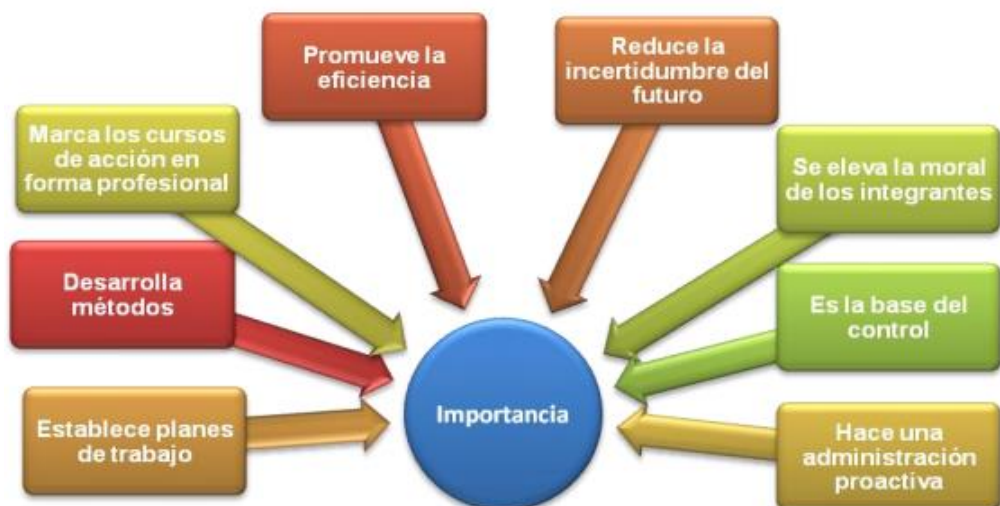 Promueve la
eficiencia
Reduce la
incertidumbre del
futuro
Marca los cursos
de acción en
forma profesional
Se eleva la moral
de los integrantes
Desarrolla
métodos
Es la base del
control
Establece planes
de trabajo
Importancia
Hace una
administración
proactiva